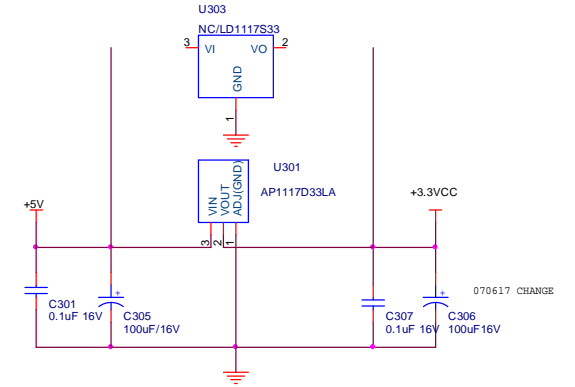 U303
NC/LD1117S33
3 VI VO 2
GND
1
U301
AP1117D33LA
VIN
VOUT
ADJ(GND)
3
2
1
+5V
+3.3VCC
070617 CHANGE
+
+
C301
0.1uF 16V
C305
100uF/16V
C307
0.1uF 16V
C306
100uF16V